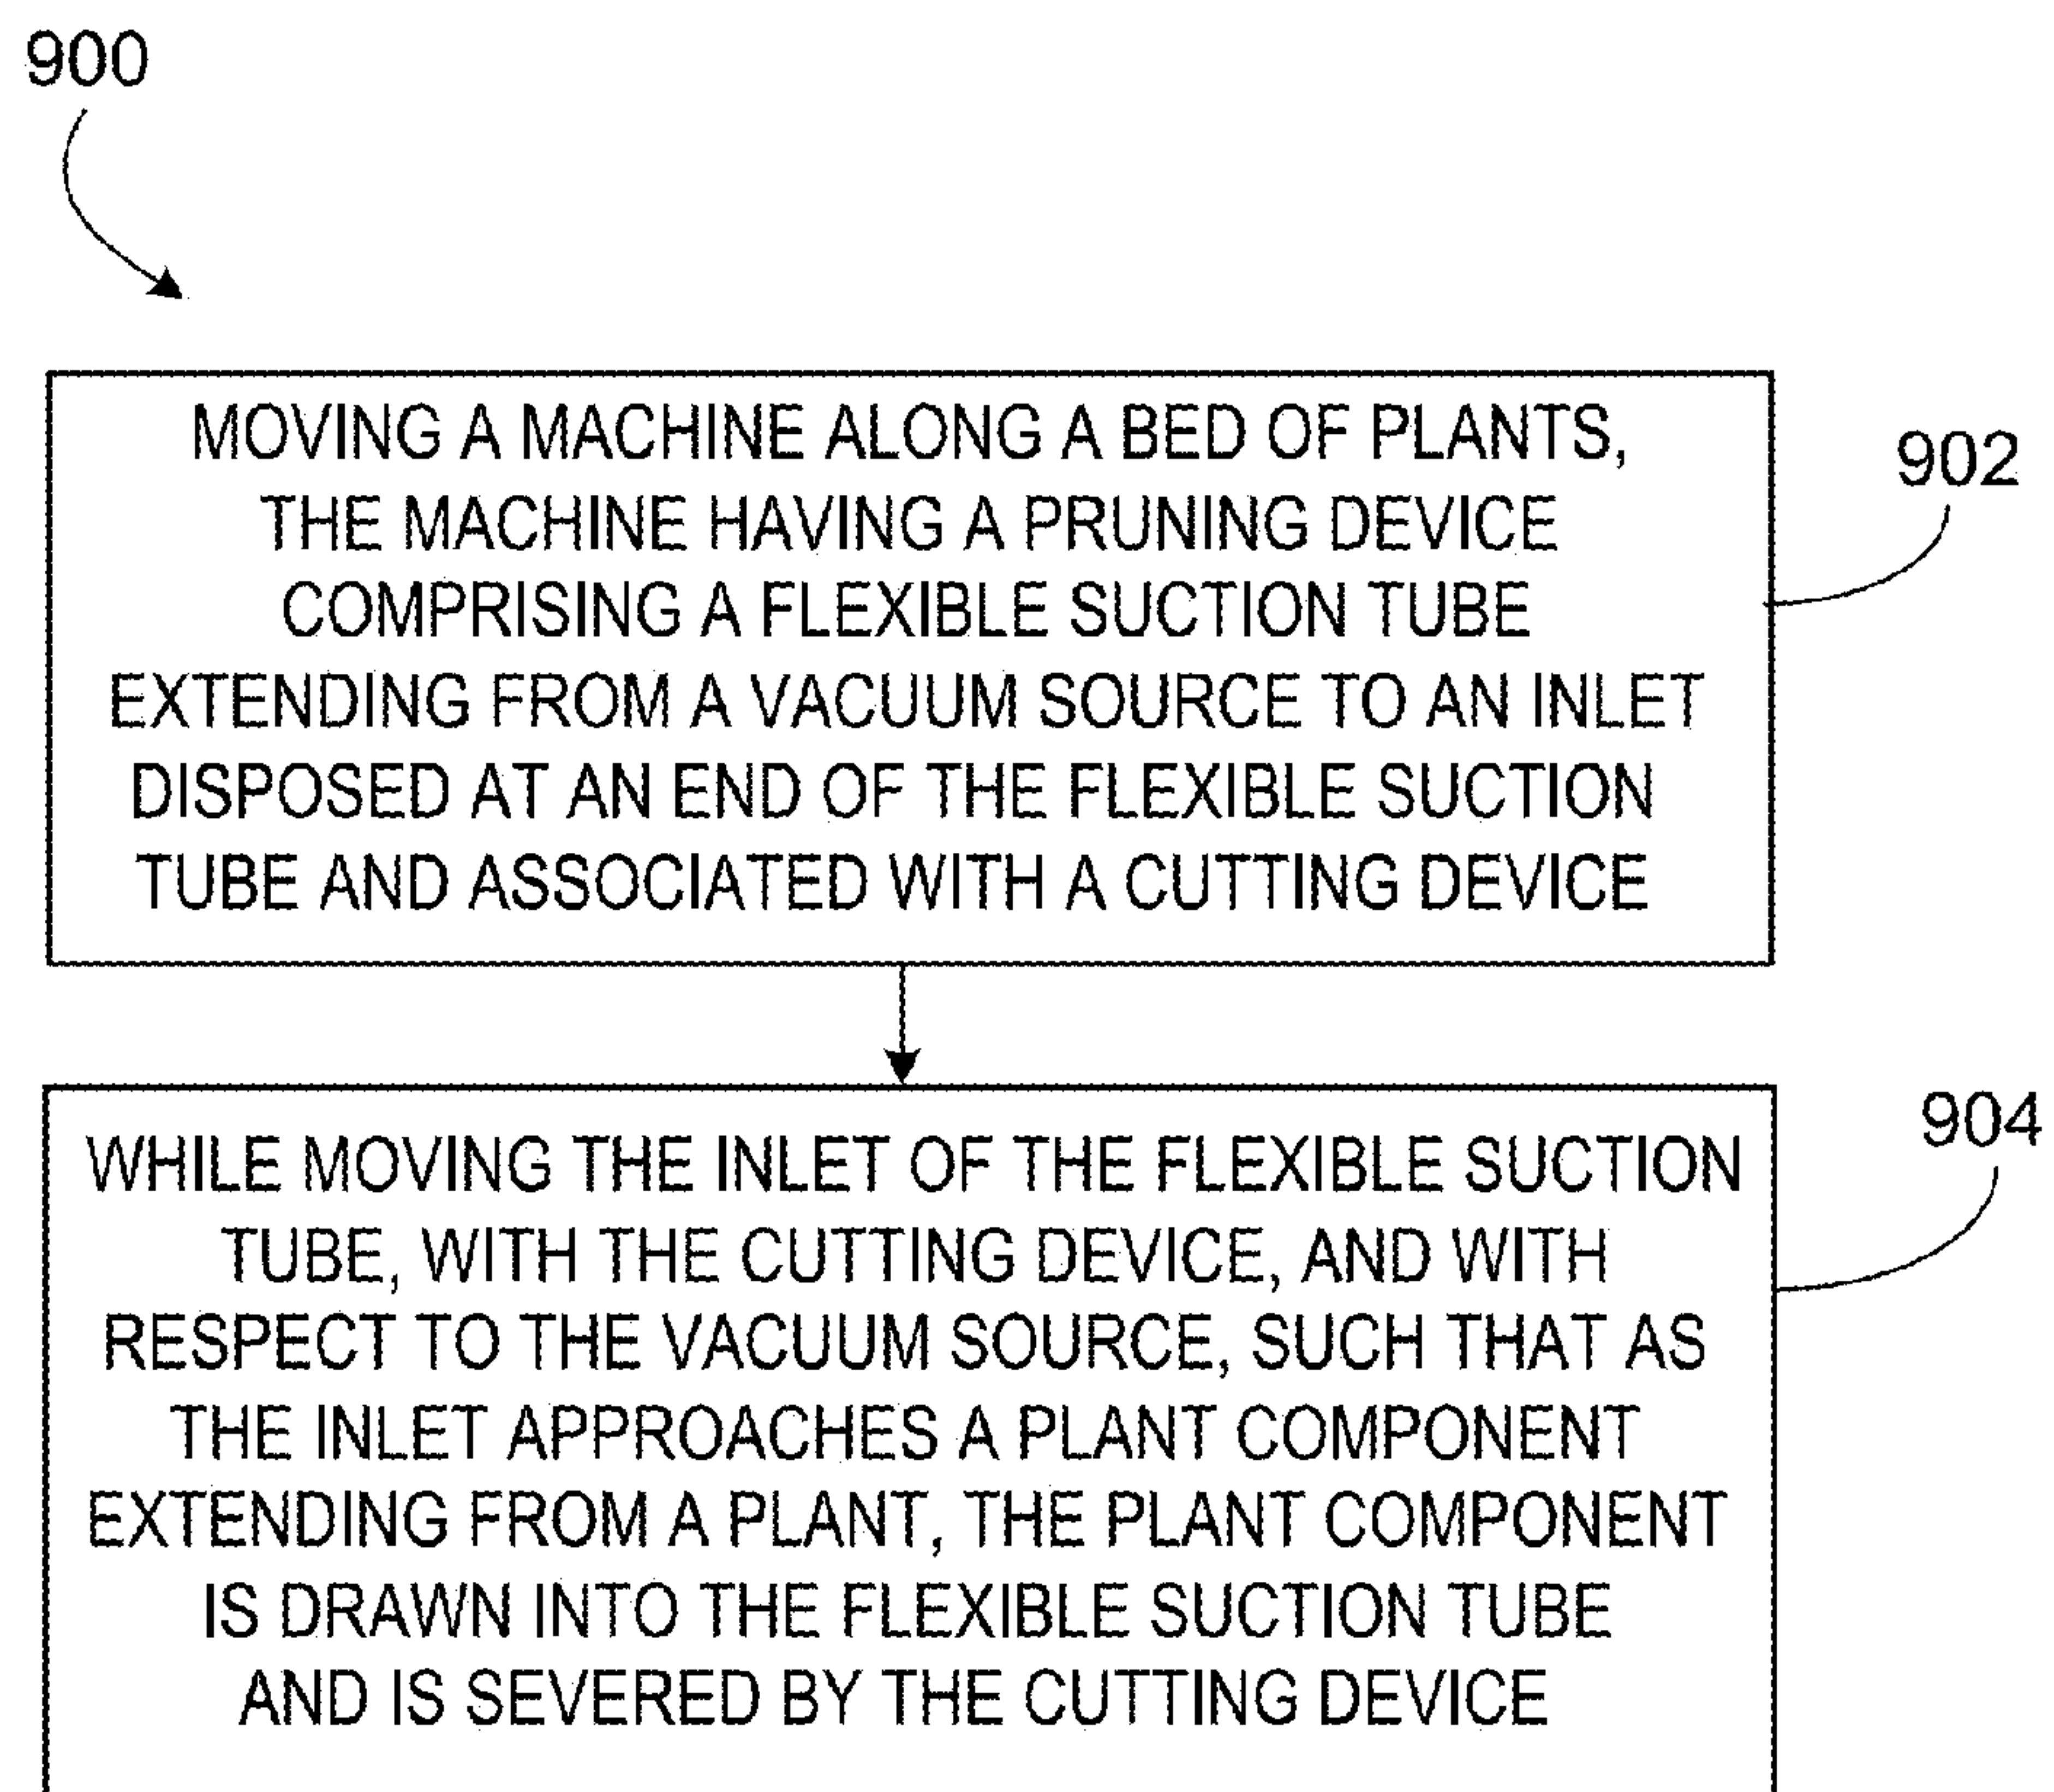 900
MOVING A MACHINE ALONG A BED OF PLANTS,
THE MACHINE HAVING A PRUNING DEVICE
COMPRISING A FLEXIBLE SUCTION TUBE
EXTENDING FROM A VACUUM SOURCE TO AN INLET
DISPOSED AT AN END OF THE FLEXIBLE SUCTION
TUBE AND ASSOCIATED WITH A CUTTING DEVICE
902
WHILE MOVING THE INLET OF THE FLEXIBLE SUCTION
TUBE, WITH THE CUTTING DEVICE, AND WITH
RESPECT TO THE VACUUM SOURCE, SUCH THAT AS
THE INLET APPROACHES A PLANT COMPONENT
EXTENDING FROM A PLANT, THE PLANT COMPONENT
IS DRAWN INTO THE FLEXIBLE SUCTION TUBE
AND IS SEVERED BY THE CUTTING DEVICE
904